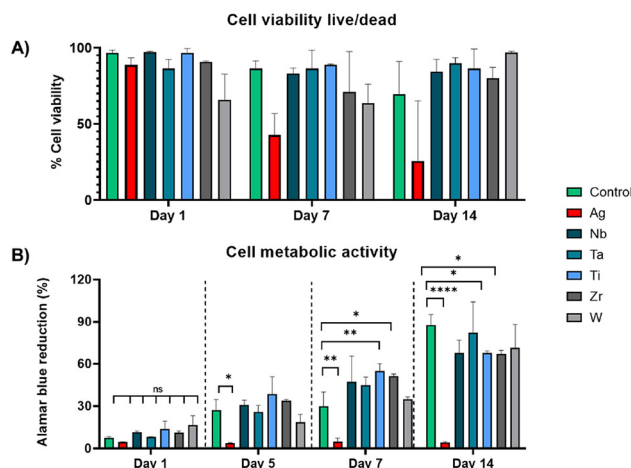 Cell viability live/dead
A)
% Cell viability
100
50
0
Day 1 Day 7 Day 14
Control
Ag
Nb
Ta
Ti
Zr
W
B)
Cell metabolic activity
Alamar blue reduction (%)
120
90
60
30
0
ns
*
**
**
*
****
*
*
Day 1 Day 5 Day 7 Day 14